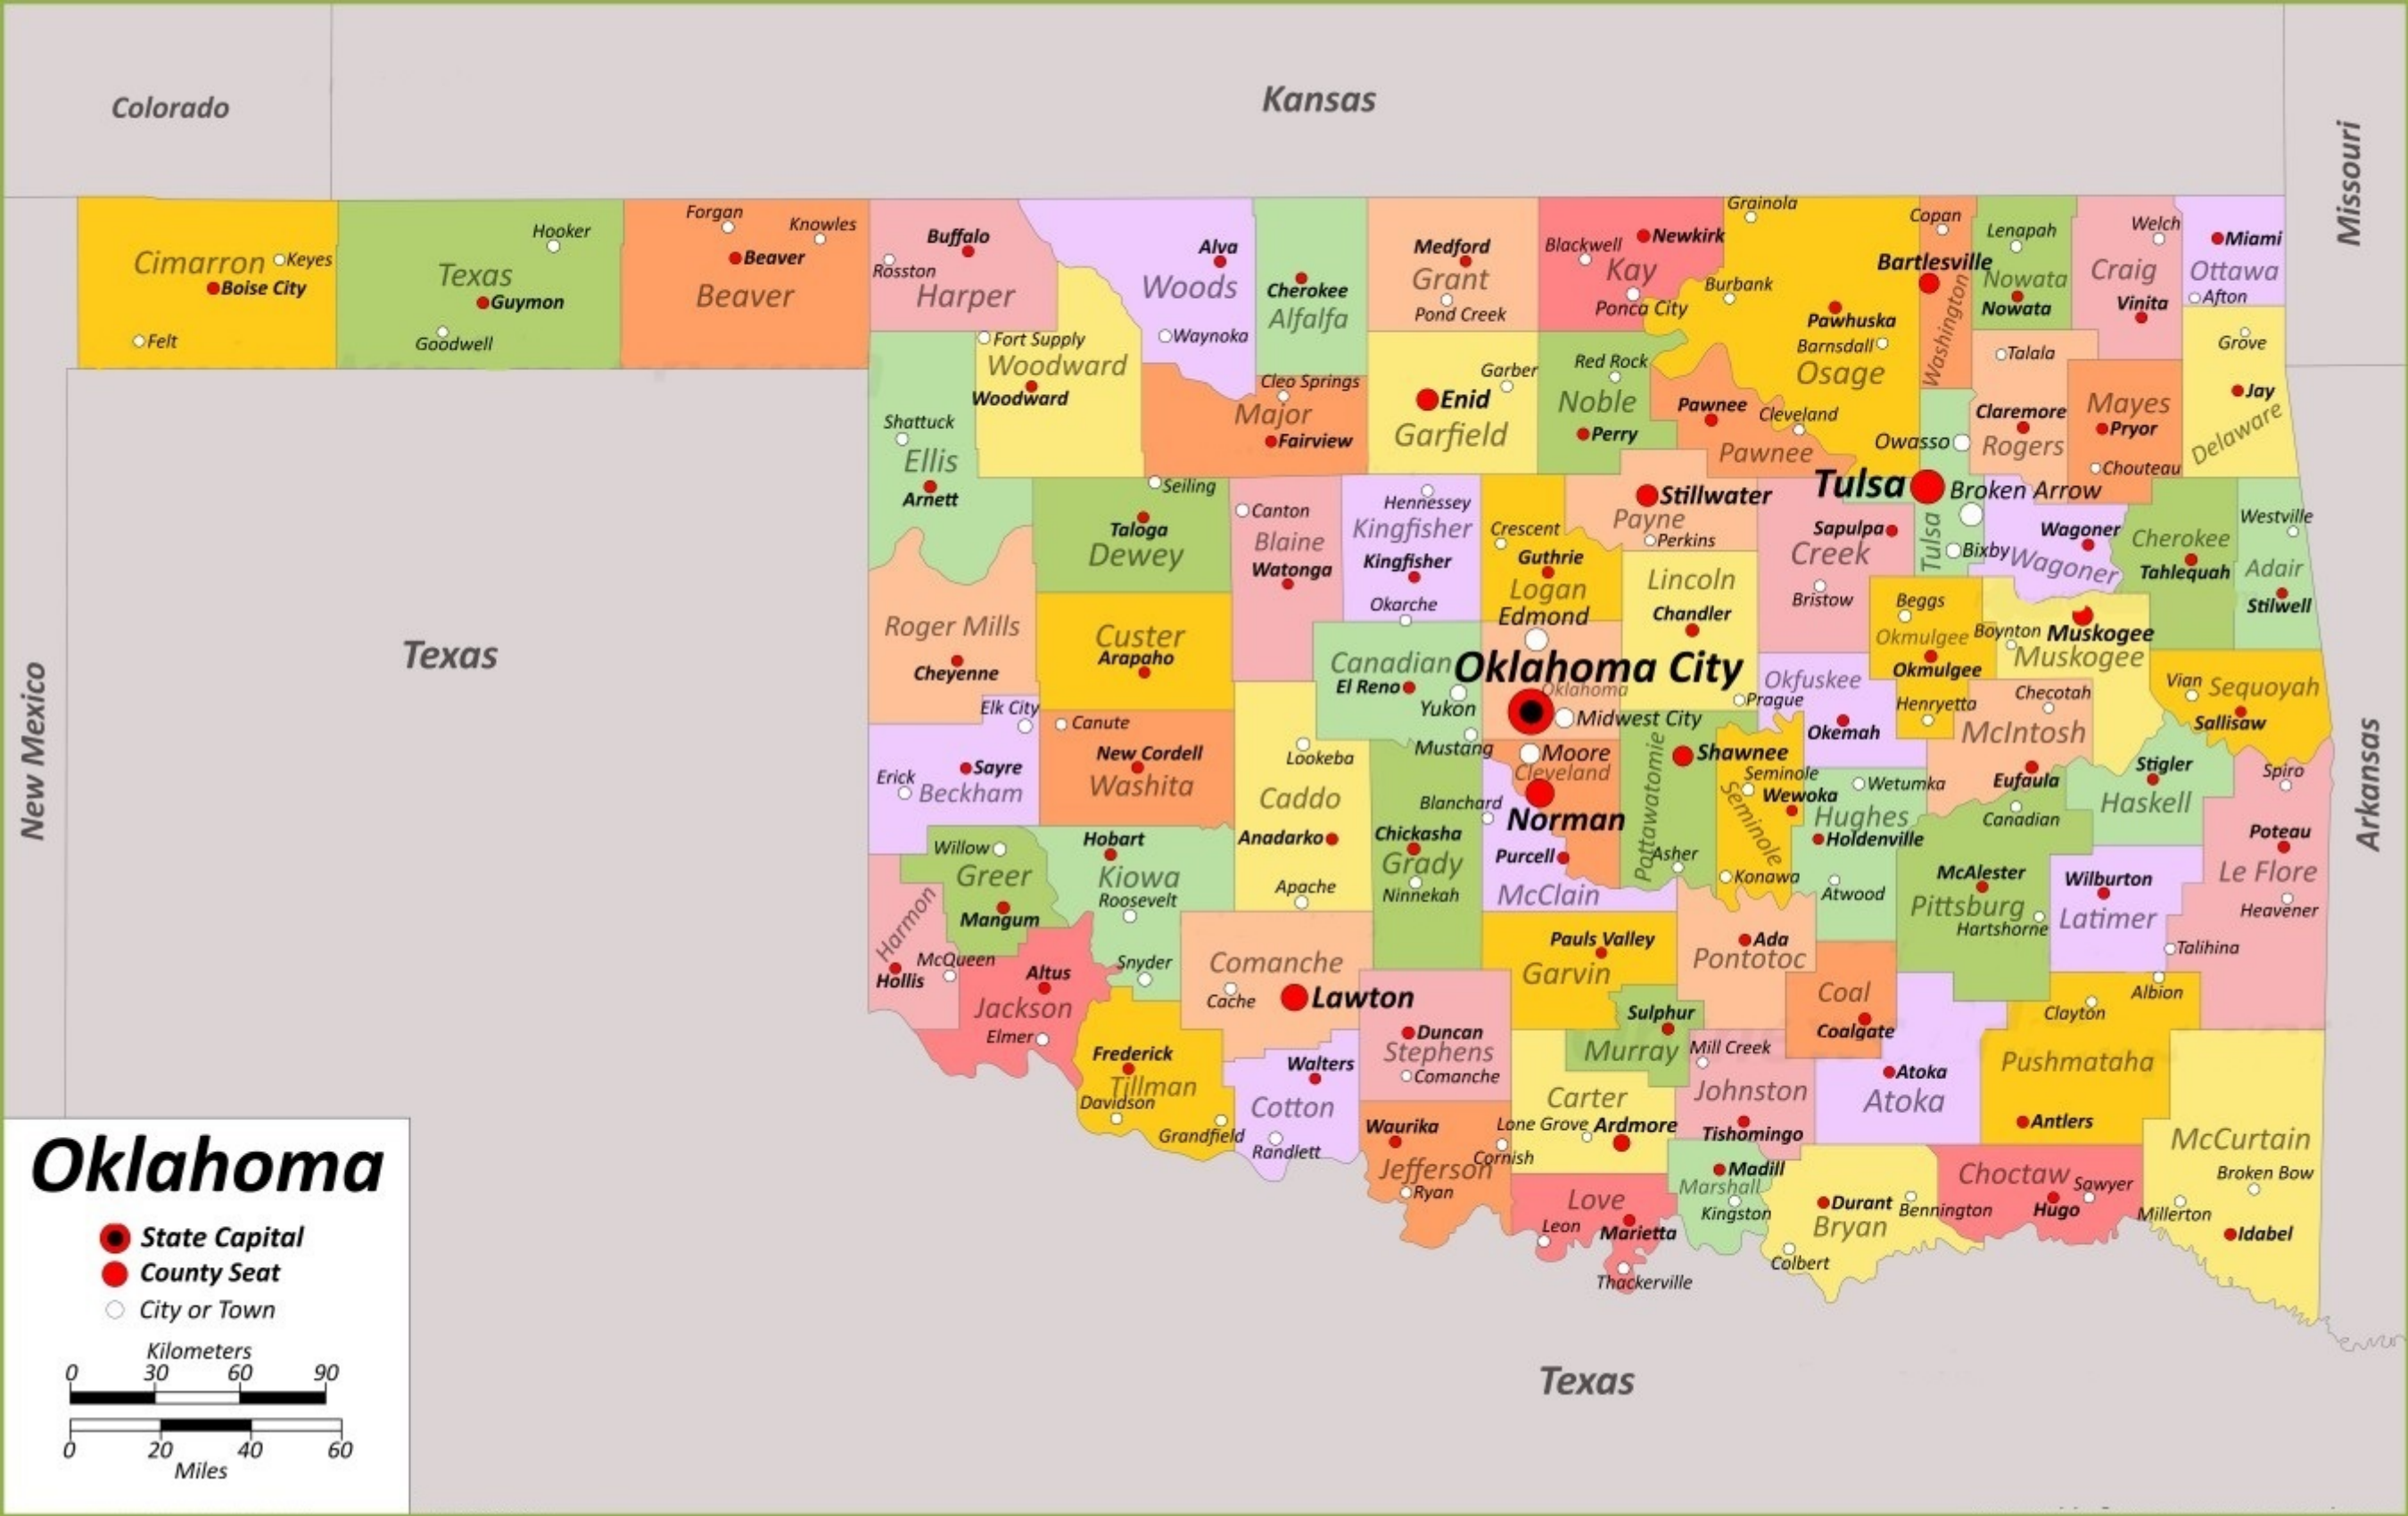 Colorado
Kansas
Missouri
New Mexico
Texas
Texas
Arkansas
Cimarron
Keyes
Boise City
Felt
Hooker
Texas
Guymon
Goodwell
Forgan
Knowles
Beaver
Beaver
Buffalo
Rosston
Harper
Alva
Woods
Waynoka
Cherokee
Alfalfa
Medford
Grant
Pond Creek
Blackwell
Newkirk
Kay
Ponca City
Grainola
Burbank
Pawhuska
Barnsdall
Osage
Copan
Bartlesville
Washington
Lenapah
Nowata
Nowata
Welch
Craig
Vinita
Miami
Ottawa
Afton
Fort Supply
Woodward
Woodward
Shattuck
Ellis
Arnett
Cleo Springs
Major
Fairview
Garber
Enid
Garfield
Red Rock
Noble
Perry
Pawnee
Cleveland
Pawnee
Talala
Claremore
Rogers
Owasso
Mayes
Pryor
Chouteau
Grove
Jay
Delaware
Seiling
Taloga
Dewey
Canton
Blaine
Watonga
Hennessey
Kingfisher
Kingfisher
Okarche
Crescent
Guthrie
Logan
Edmond
Stillwater
Payne
Perkins
Lincoln
Chandler
Tulsa
Broken Arrow
Sapulpa
Creek
Bristow
Tulsa
Bixby
Wagoner
Wagoner
Cherokee
Tahlequah
Westville
Adair
Stilwell
Roger Mills
Cheyenne
Custer
Arapaho
Canadian
El Reno
Yukon
Mustang
Oklahoma City
Oklahoma
Midwest City
Prague
Okfuskee
Okemah
Beggs
Okmulgee
Okmulgee
Henryetta
Boynton
Muskogee
Muskogee
Checotah
McIntosh
Eufaula
Vian
Sequoyah
Sallisaw
Elk City
Sayre
Erick
Beckham
Canute
New Cordell
Washita
Lookeba
Caddo
Anadarko
Apache
Moore
Cleveland
Norman
Blanchard
Purcell
McClain
Chickasha
Grady
Ninnekah
Pottawatomie
Shawnee
Asher
Seminole
Wewoka
Seminole
Konawa
Wetumka
Hughes
Holdenville
Atwood
Canadian
McAlester
Pittsburg
Hartshorne
Stigler
Haskell
Wilburton
Latimer
Spiro
Poteau
Le Flore
Heavener
Talihina
Willow
Greer
Mangum
Hobart
Kiowa
Roosevelt
Snyder
Harmon
McQueen
Hollis
Altus
Jackson
Elmer
Comanche
Cache
Lawton
Frederick
Tillman
Davidson
Grandfield
Walters
Cotton
Randlett
Duncan
Stephens
Comanche
Waurika
Cornish
Jefferson
Ryan
Pauls Valley
Garvin
Sulphur
Murray
Carter
Lone Grove
Ardmore
Love
Leon
Marietta
Thackerville
Ada
Pontotoc
Mill Creek
Johnston
Tishomingo
Madill
Marshall
Kingston
Coal
Coalgate
Atoka
Atoka
Durant
Bryan
Bennington
Colbert
Albion
Clayton
Pushmataha
Antlers
Choctaw
Sawyer
Hugo
McCurtain
Broken Bow
Millerton
Idabel
Oklahoma
State Capital
County Seat
City or Town
Kilometers
0 30 60 90
0 20 40 60
Miles